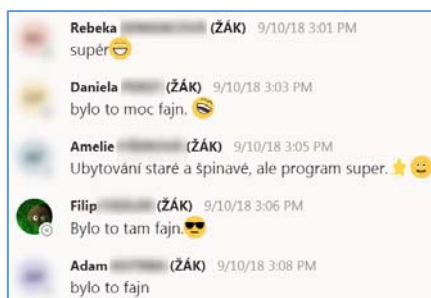 Rebeka (ŽÁK) 9/10/18 3:01 PM
supér
Daniela (ŽÁK) 9/10/18 3:03 PM
bylo to moc fajn.
Amelie (ŽÁK) 9/10/18 3:05 PM
Ubytování staré a špinavé, ale program super.
Filip (ŽÁK) 9/10/18 3:06 PM
Bylo to tam fajn.
Adam (ŽÁK) 9/10/18 3:08 PM
bylo to fajn